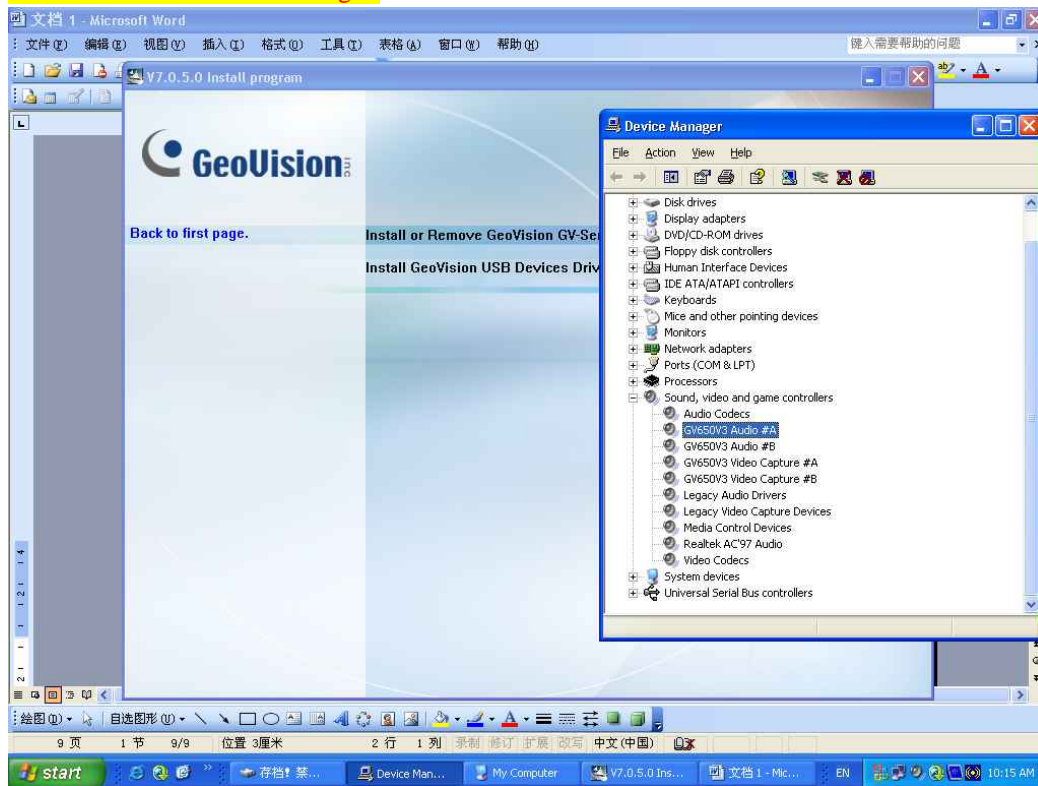 文档 1 - Microsoft Word
文件(F) 编辑(E) 视图(V) 插入(I) 格式(O) 工具(T) 表格(A) 窗口(W) 帮助(H)
键入需要帮助的问题
V7.0.5.0 Install program
GeoVision
Back to first page.
Install or Remove GeoVision GV-Se
Install GeoVision USB Devices Driv
Device Manager
File Action View Help
Disk drives
Display adapters
DVD/CD-ROM drives
Floppy disk controllers
Human Interface Devices
IDE ATA/ATAPI controllers
Keyboards
Mice and other pointing devices
Monitors
Network adapters
Ports (COM & LPT)
Processors
Sound, video and game controllers
Audio Codecs
GV650V3 Audio #A
GV650V3 Audio #B
GV650V3 Video Capture #A
GV650V3 Video Capture #B
Legacy Audio Drivers
Legacy Video Capture Devices
Media Control Devices
Realtek AC'97 Audio
Video Codecs
System devices
Universal Serial Bus controllers
绘图(D) 自选图形(U)
9 页 1 节 9/9 位置 3厘米 2 行 1 列 录制 修订 扩展 改写 中文(中国)
start 存档! 禁... Device Man... My Computer V7.0.5.0 Ins... 文档 1 - Mic... EN 10:15 AM